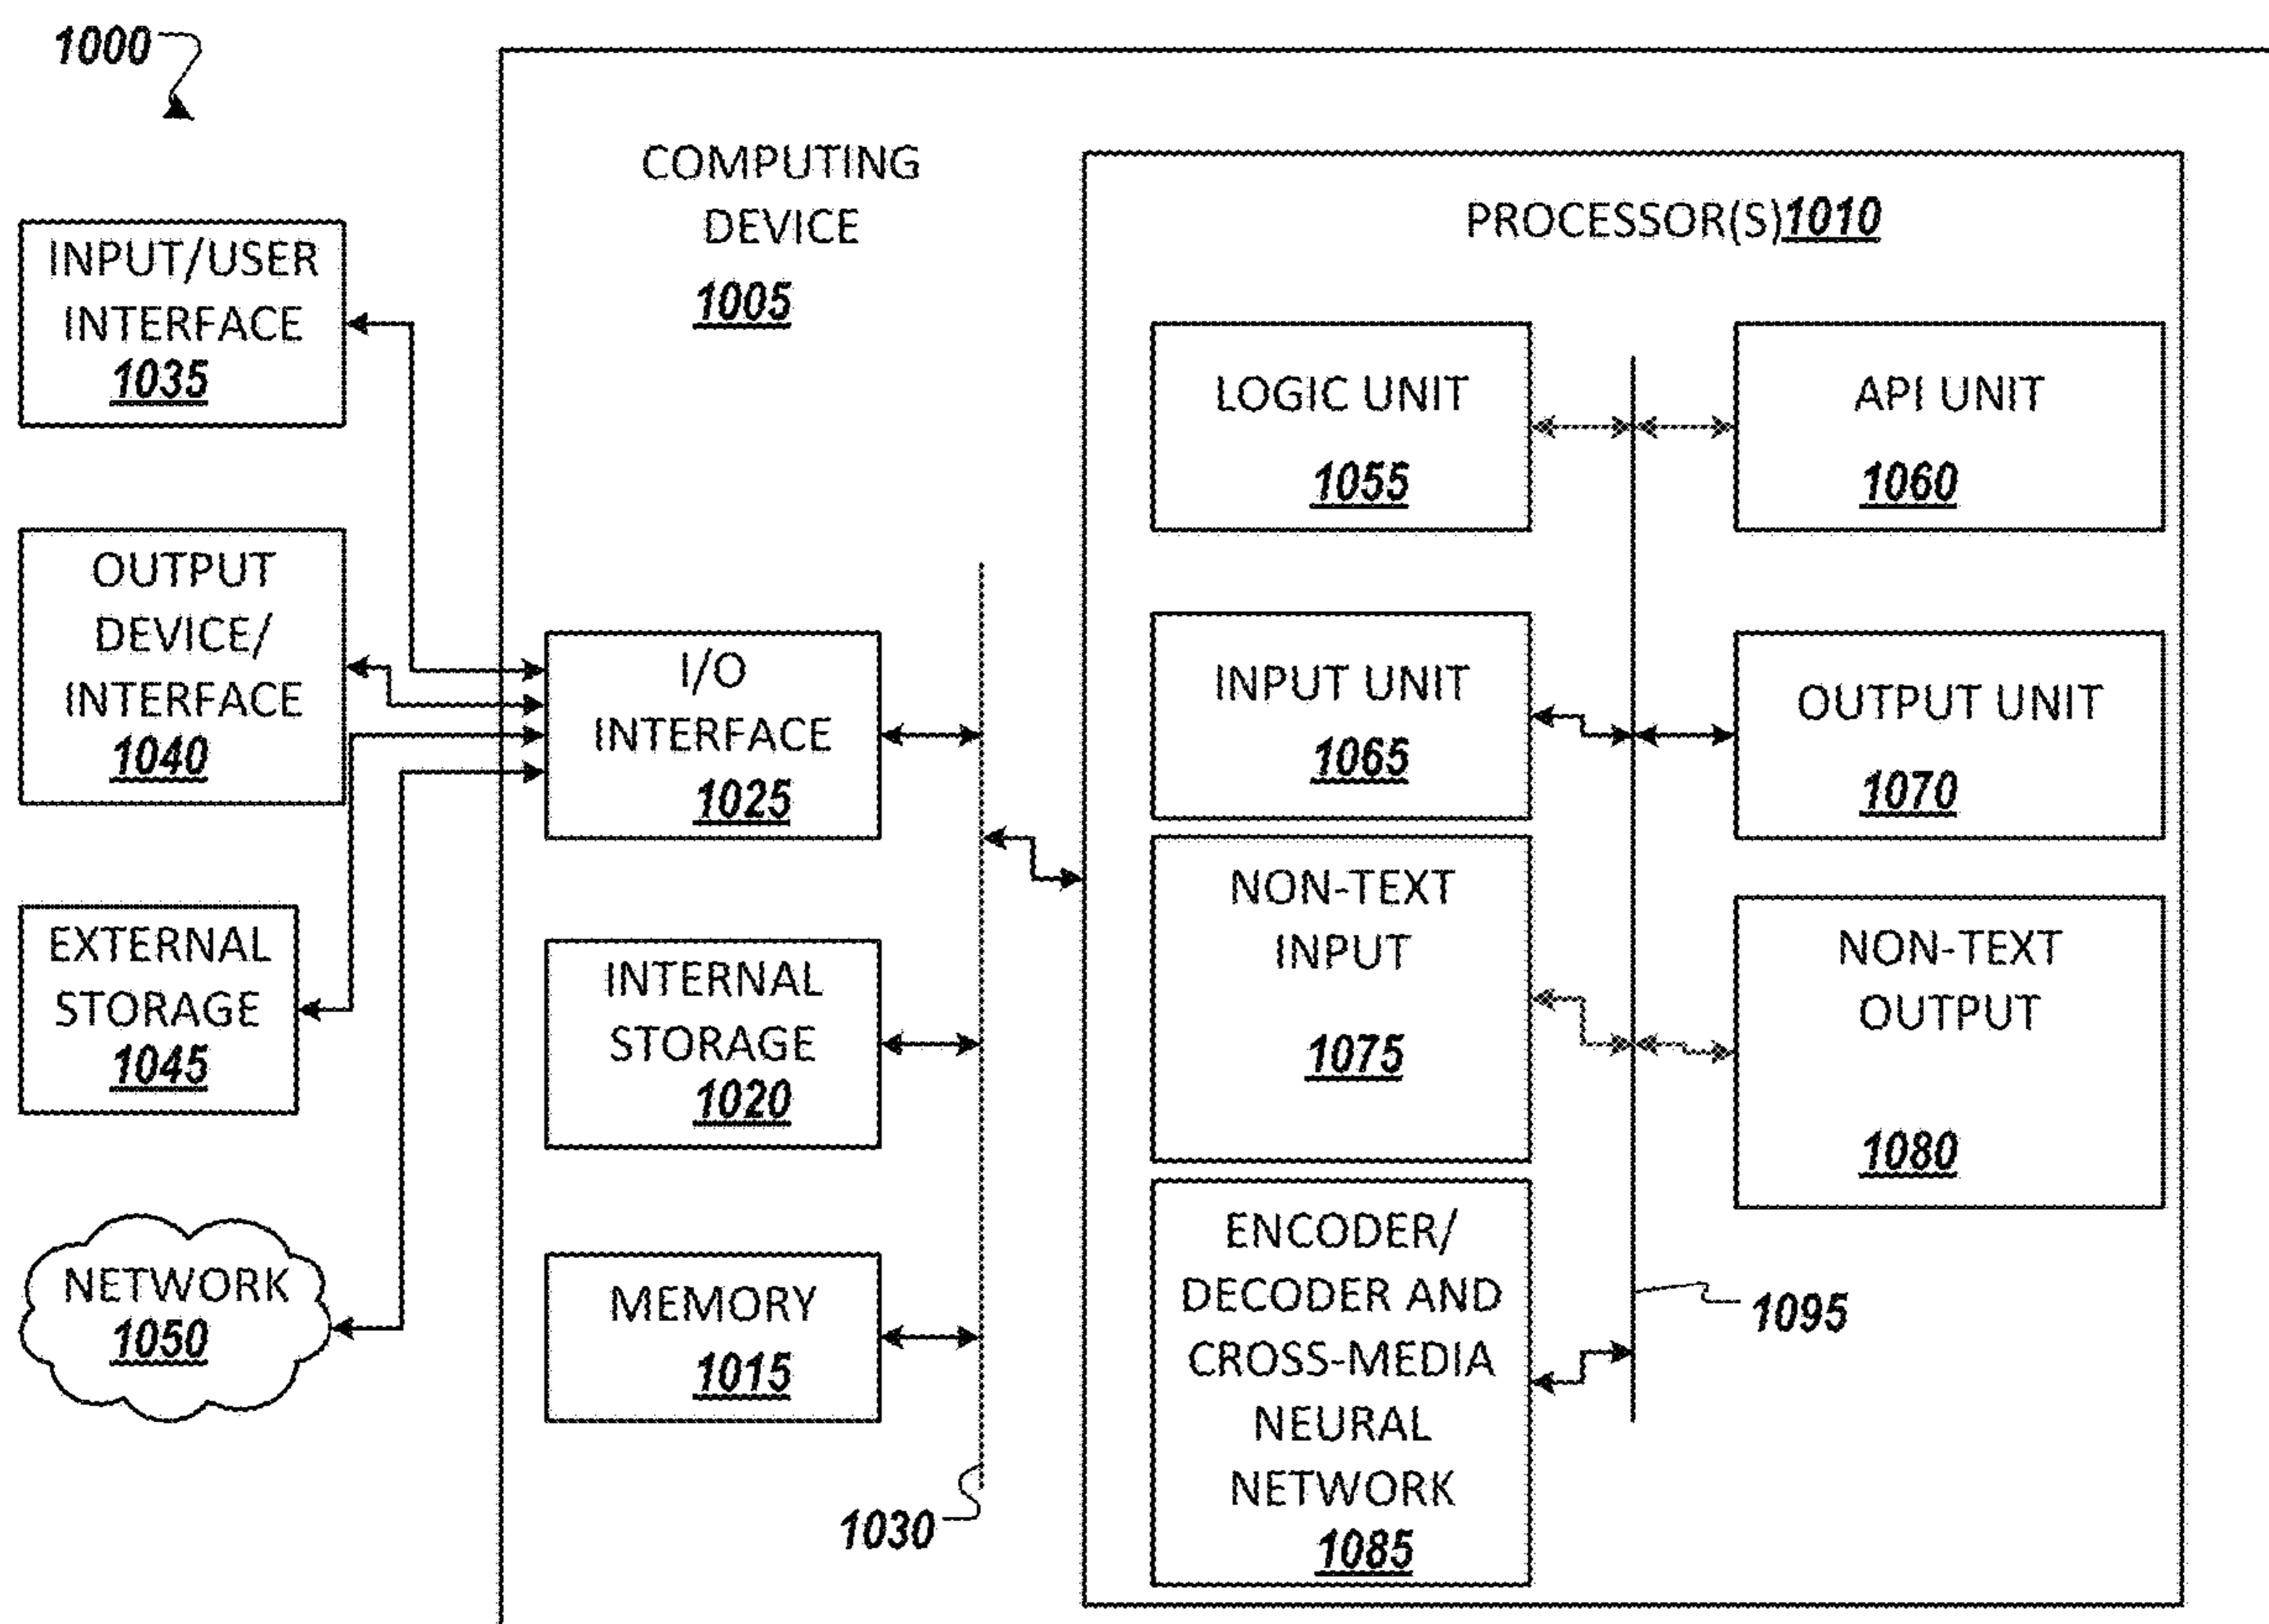 1000
COMPUTING
DEVICE
1005
PROCESSOR(S)1010
INPUT/USER
INTERFACE
1035
OUTPUT
DEVICE/
INTERFACE
1040
EXTERNAL
STORAGE
1045
NETWORK
1050
I/O
INTERFACE
1025
INTERNAL
STORAGE
1020
MEMORY
1015
1030
LOGIC UNIT
1055
API UNIT
1060
INPUT UNIT
1065
OUTPUT UNIT
1070
NON-TEXT
INPUT
1075
NON-TEXT
OUTPUT
1080
ENCODER/
DECODER AND
CROSS-MEDIA
NEURAL
NETWORK
1085
1095